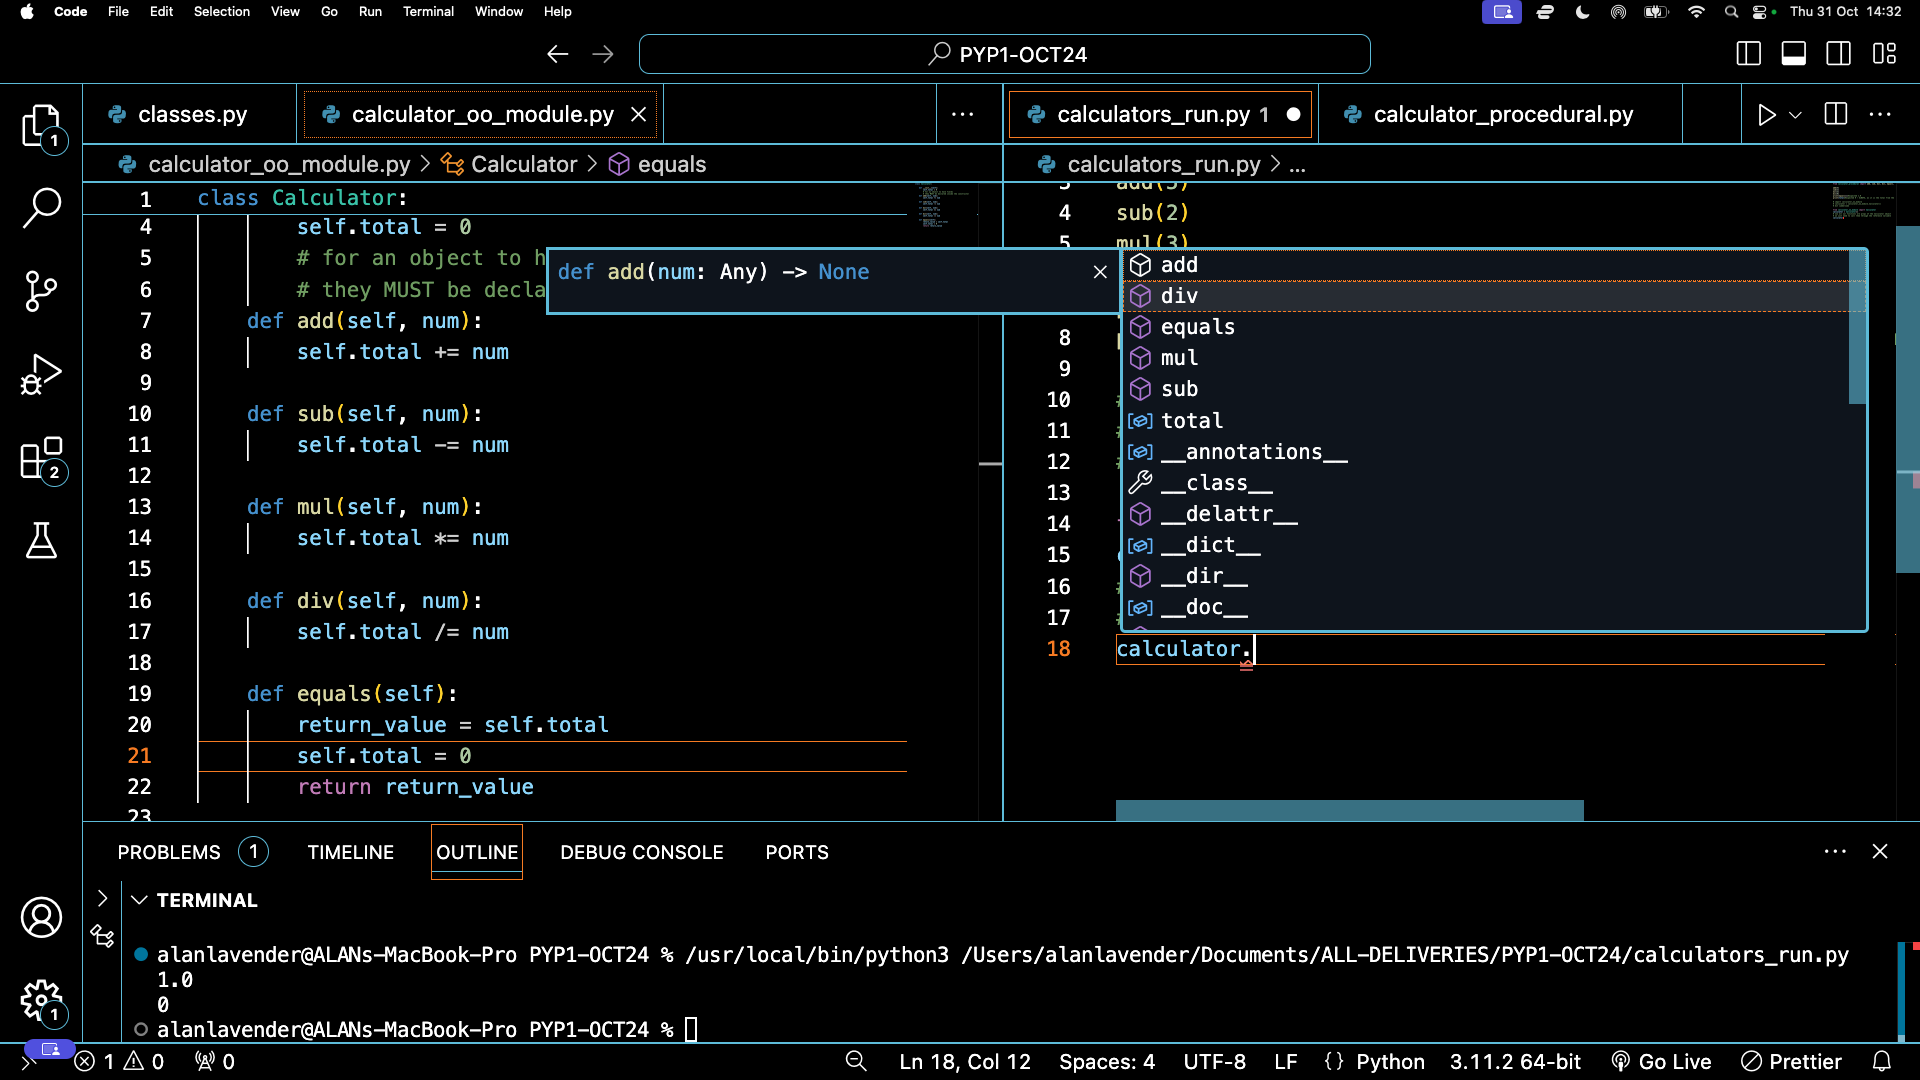 Code File Edit Selection View Go Run Terminal Window Help Thu 31 Oct 14:32
PYP1-OCT24
classes.py calculator_oo_module.py calculators_run.py 1 calculator_procedural.py
calculator_oo_module.py > Calculator > equals
calculators_run.py > ...
1 class Calculator:
4 self.total = 0
5 # for an object to h
6 # they MUST be decla
7 def add(self, num):
8 self.total += num
9
10 def sub(self, num):
11 self.total -= num
12
13 def mul(self, num):
14 self.total *= num
15
16 def div(self, num):
17 self.total /= num
18
19 def equals(self):
20 return_value = self.total
21 self.total = 0
22 return return_value
23
def add(num: Any) -> None
3 add(5)
4 sub(2)
5 mul(3)
8
9
10
11
12
13
14
15
16
17
18 calculator.
add
div
equals
mul
sub
total
__annotations__
__class__
__delattr__
__dict__
__dir__
__doc__
PROBLEMS 1 TIMELINE OUTLINE DEBUG CONSOLE PORTS
TERMINAL
alanlavender@ALANs-MacBook-Pro PYP1-OCT24 % /usr/local/bin/python3 /Users/alanlavender/Documents/ALL-DELIVERIES/PYP1-OCT24/calculators_run.py
1.0
0
alanlavender@ALANs-MacBook-Pro PYP1-OCT24 %
1 0 0 Ln 18, Col 12 Spaces: 4 UTF-8 LF {} Python 3.11.2 64-bit Go Live Prettier
1
2
1